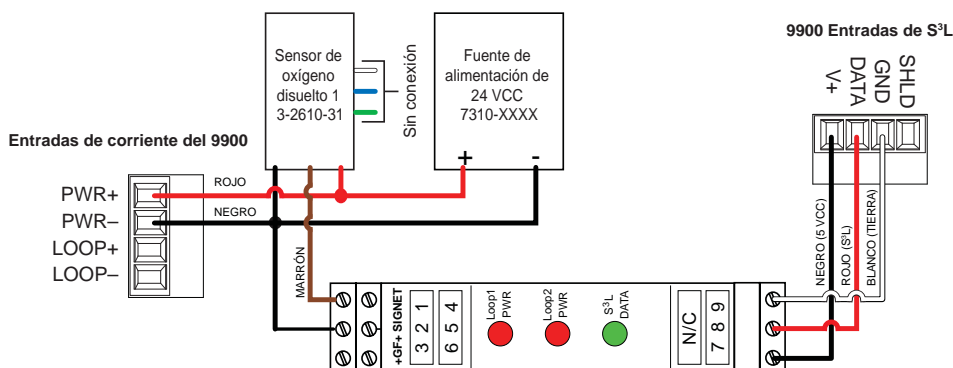 Sensor de
oxígeno
disuelto 1
3-2610-31
Sin conexión
Fuente de
alimentación de
24 VCC
7310-XXXX
+
-
9900 Entradas de S³L
V+
DATA
GND
SHLD
Entradas de corriente del 9900
PWR+
PWR–
LOOP+
LOOP–
ROJO
NEGRO
MARRÓN
NEGRO (5 VCC)
ROJO (S³L)
BLANCO (TIERRA)
+GF+ SIGNET
3 2 1
6 5 4
Loop1
PWR
Loop2
PWR
S³L
DATA
N/C
7 8 9